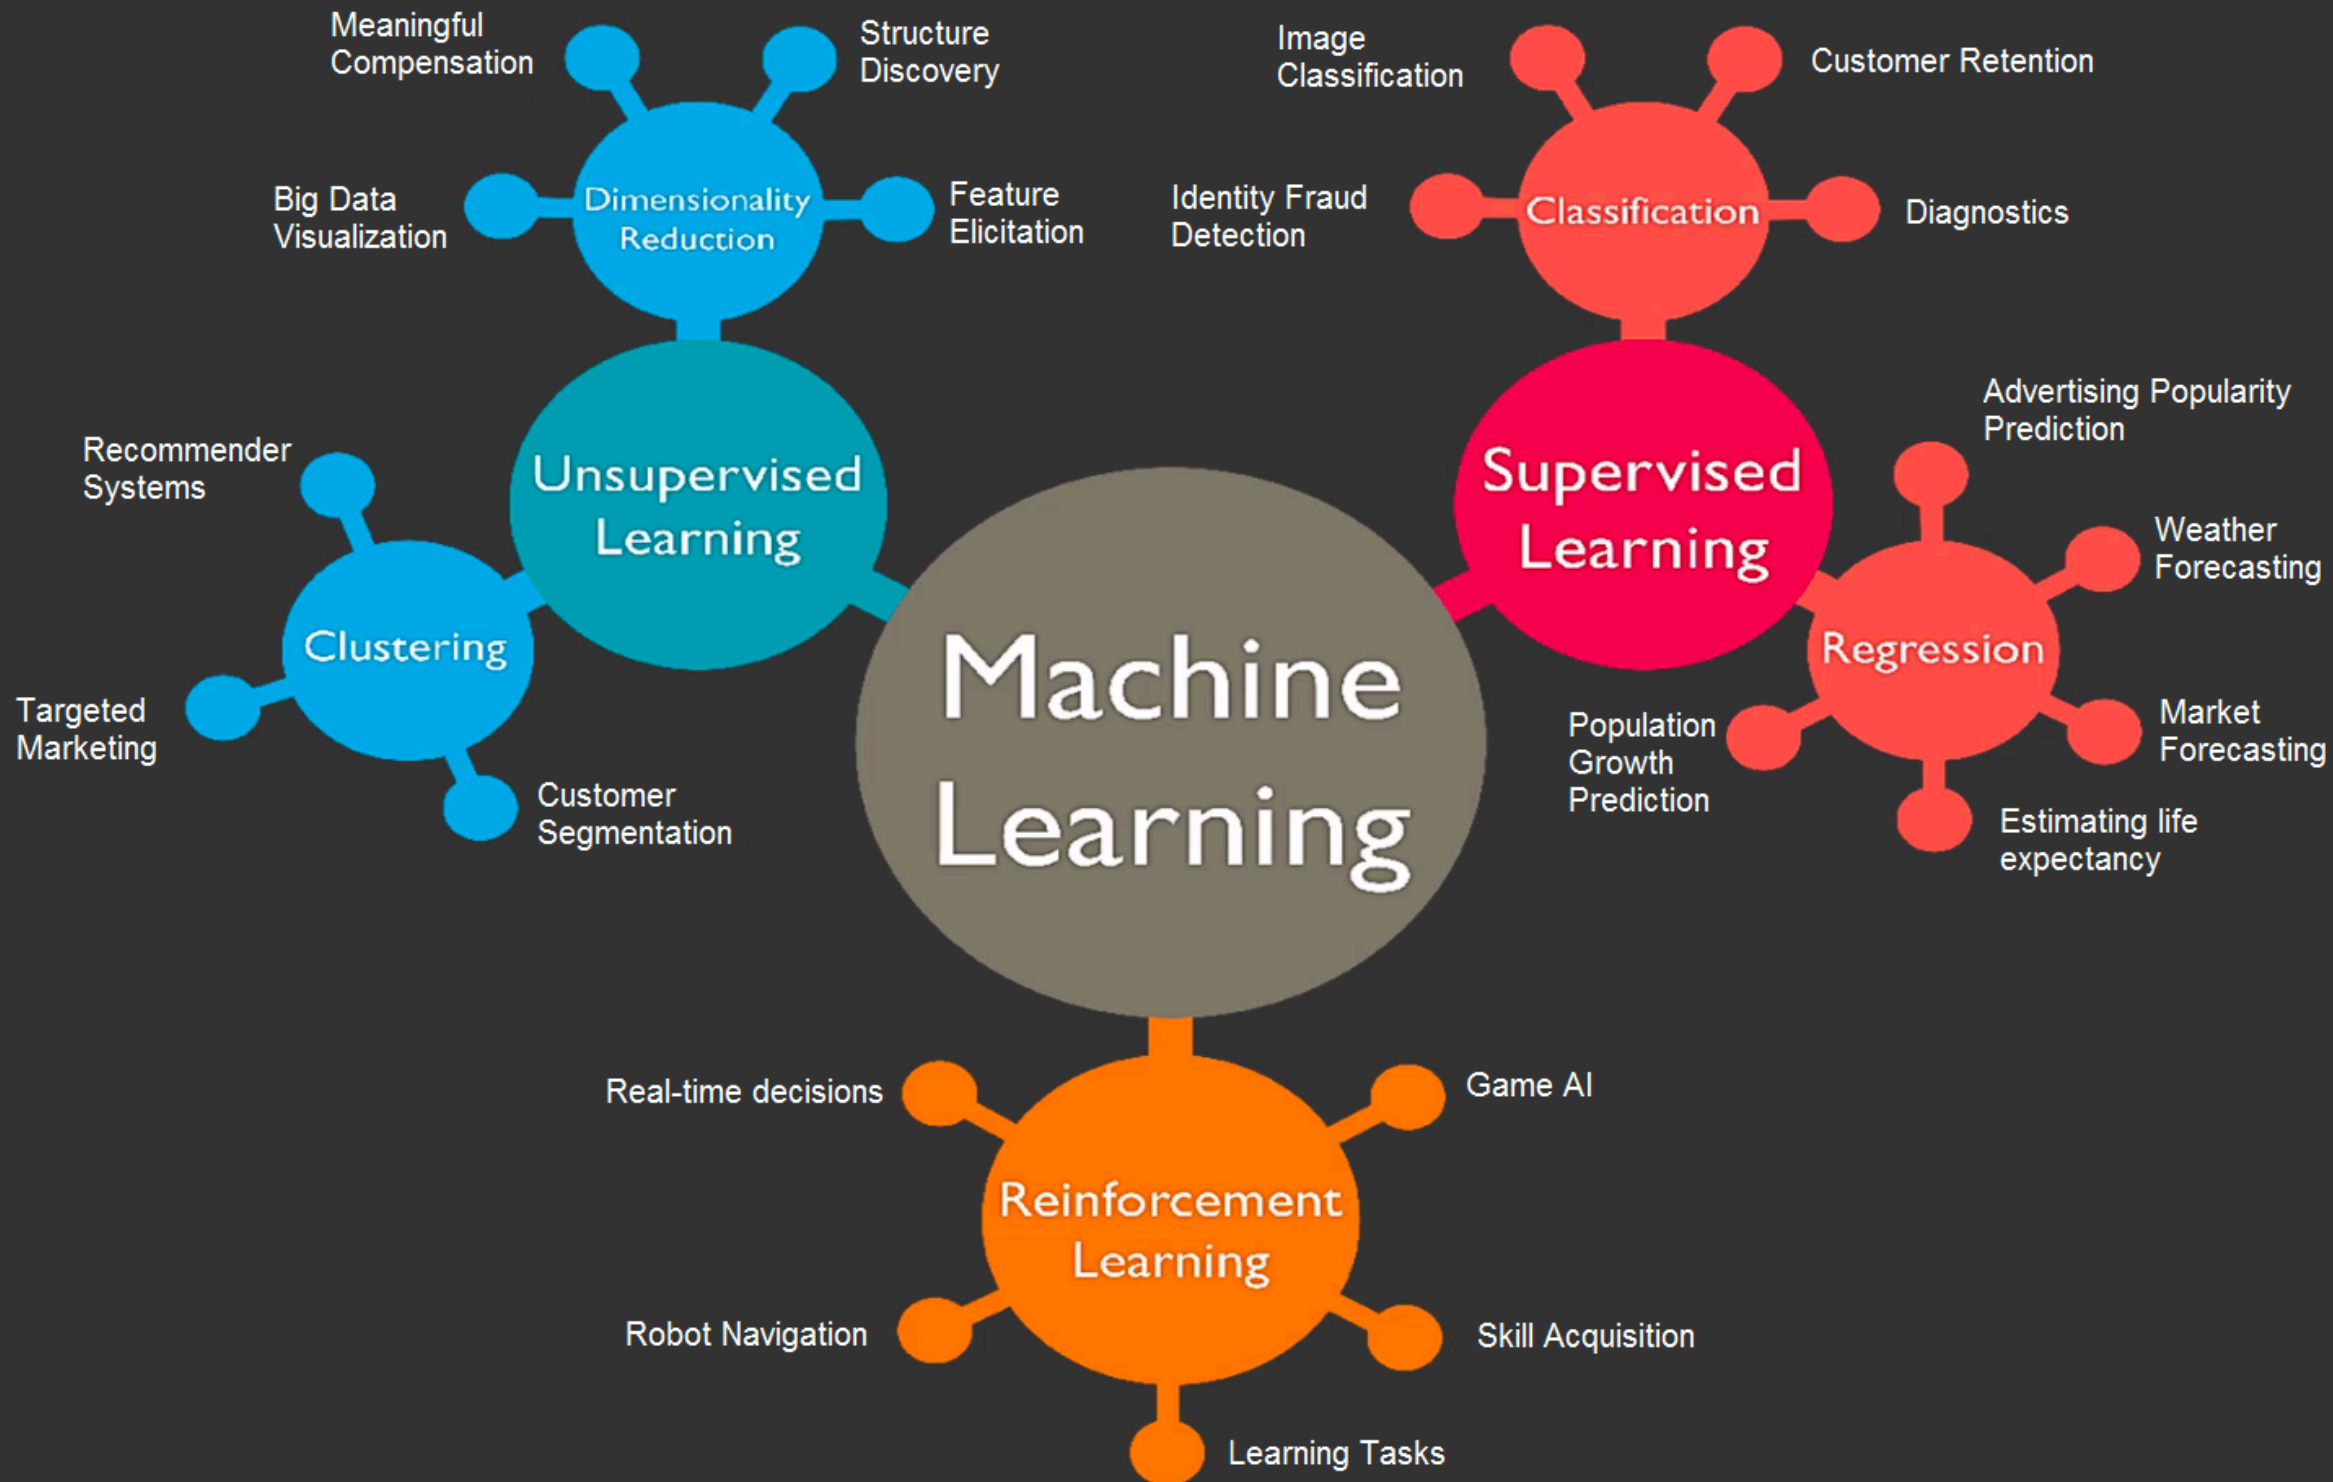 Meaningful
Compensation
Structure
Discovery
Big Data
Visualization
Dimensionality
Reduction
Feature
Elicitation
Image
Classification
Customer Retention
Identity Fraud
Detection
Classification
Diagnostics
Recommender
Systems
Unsupervised
Learning
Clustering
Targeted
Marketing
Customer
Segmentation
Supervised
Learning
Advertising Popularity
Prediction
Weather
Forecasting
Regression
Population
Growth
Prediction
Market
Forecasting
Estimating life
expectancy
Machine
Learning
Real-time decisions
Game AI
Reinforcement
Learning
Robot Navigation
Skill Acquisition
Learning Tasks